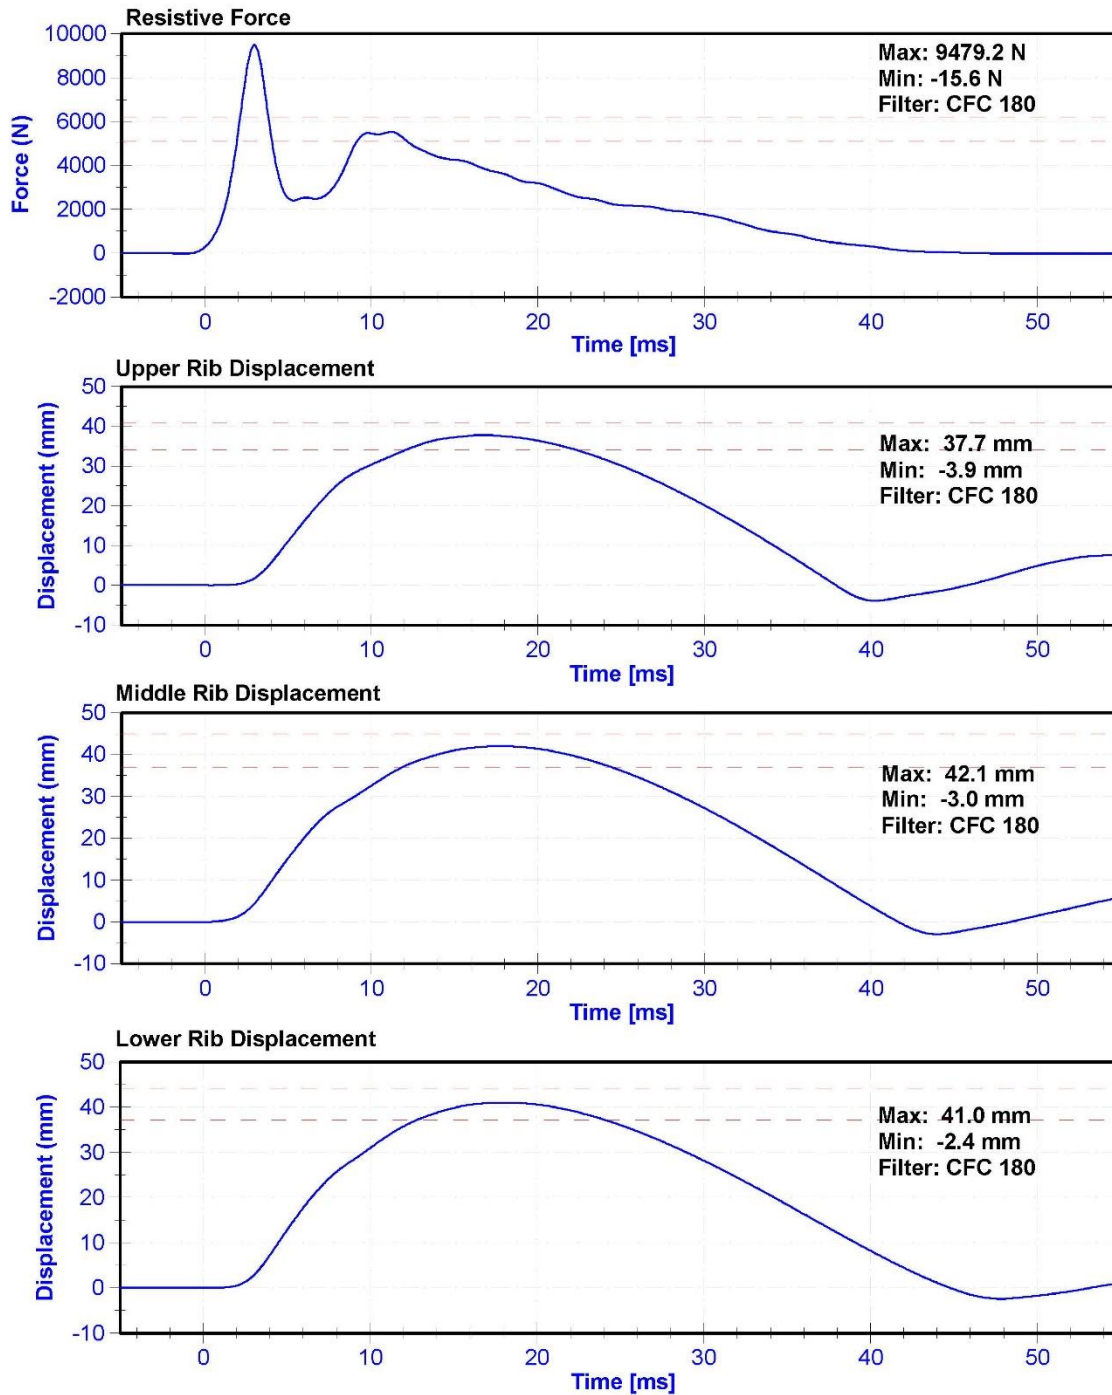 Resistive Force
10000
8000
6000
4000
2000
0
-2000
Force (N)
Max: 9479.2 N
Min: -15.6 N
Filter: CFC 180
0 10 20 30 40 50
Time [ms]
Upper Rib Displacement
50
40
30
20
10
0
-10
Displacement (mm)
Max: 37.7 mm
Min: -3.9 mm
Filter: CFC 180
0 10 20 30 40 50
Time [ms]
Middle Rib Displacement
50
40
30
20
10
0
-10
Displacement (mm)
Max: 42.1 mm
Min: -3.0 mm
Filter: CFC 180
0 10 20 30 40 50
Time [ms]
Lower Rib Displacement
50
40
30
20
10
0
-10
Displacement (mm)
Max: 41.0 mm
Min: -2.4 mm
Filter: CFC 180
0 10 20 30 40 50
Time [ms]